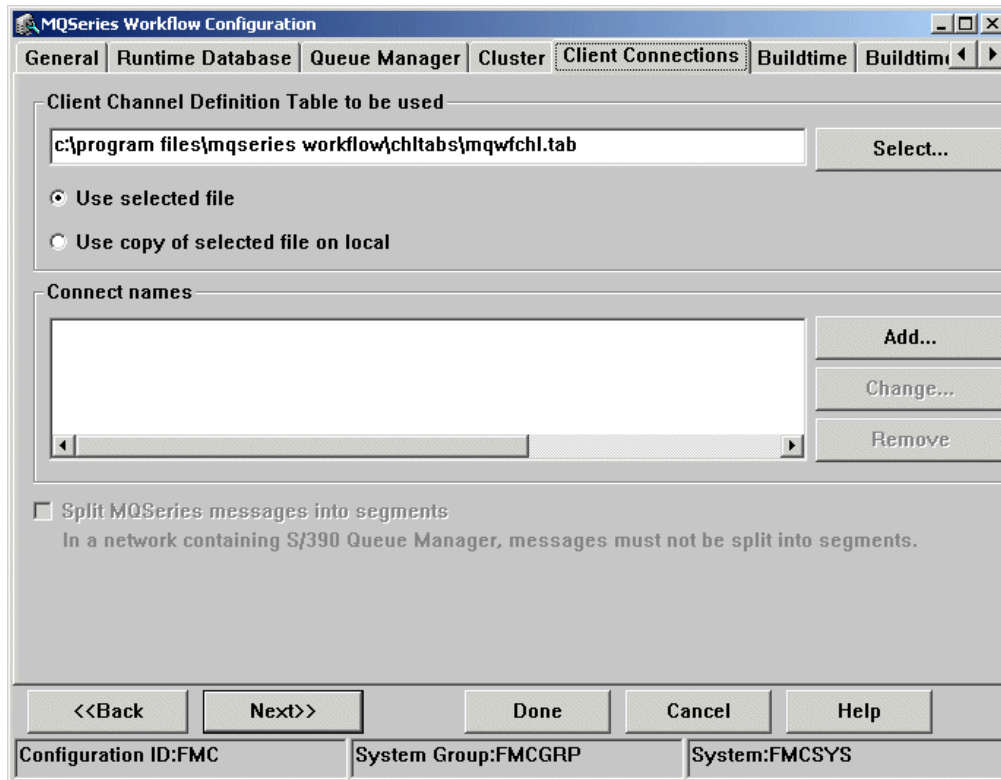 MQSeries Workflow Configuration
General Runtime Database Queue Manager Cluster Client Connections Buildtime Buildtim
Client Channel Definition Table to be used
c:\program files\mqseries workflow\chltabs\mqwfchl.tab Select...
Use selected file
Use copy of selected file on local
Connect names
Add...
Change...
Remove
Split MQSeries messages into segments
In a network containing S/390 Queue Manager, messages must not be split into segments.
<<Back Next>> Done Cancel Help
Configuration ID:FMC System Group:FMCGRP System:FMCSYS